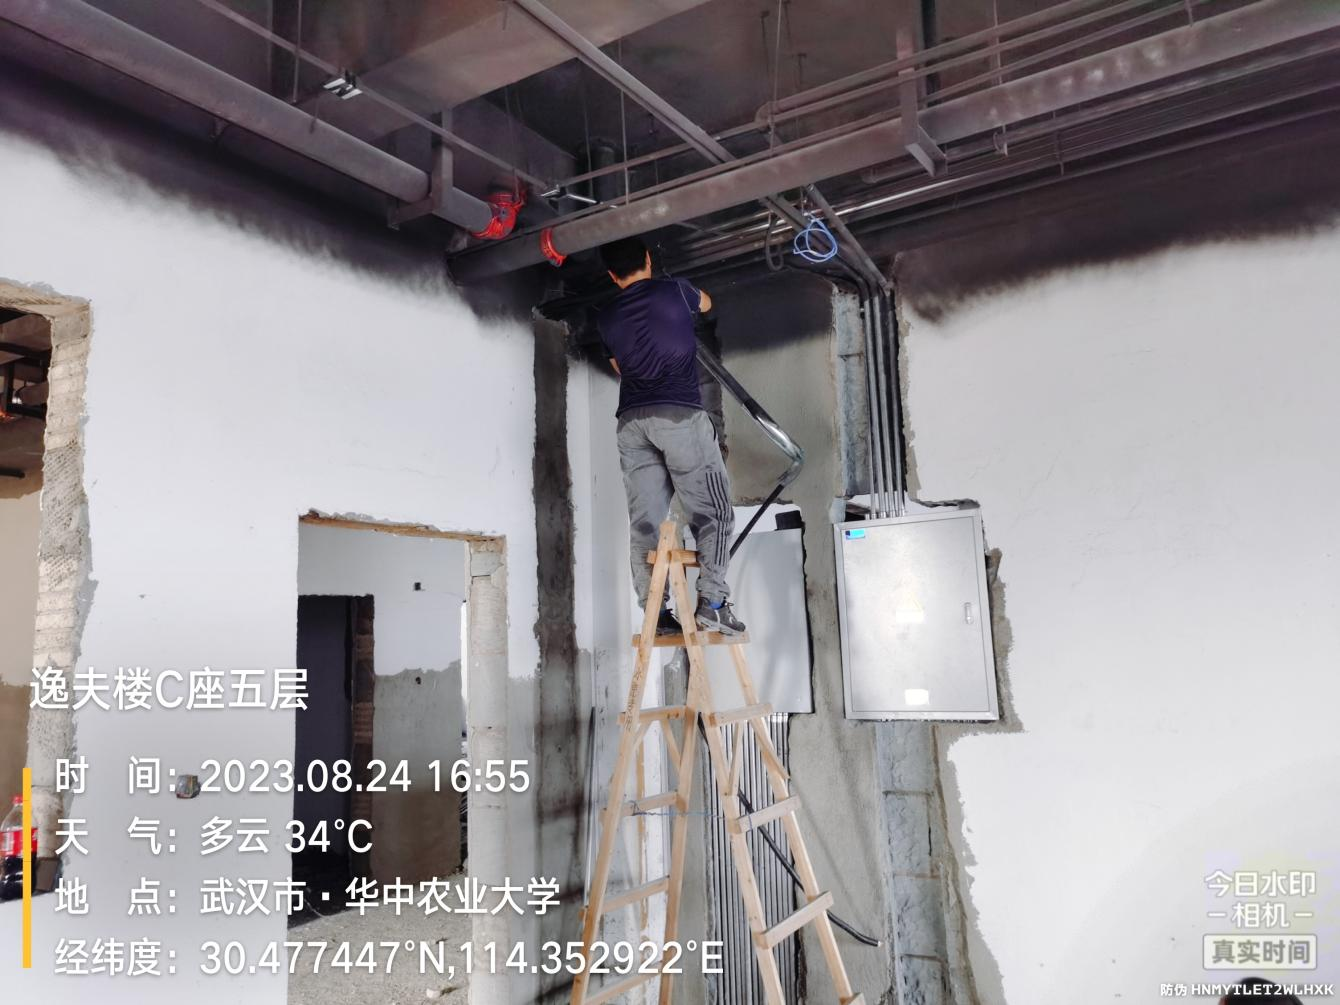 逸夫楼C座五层
时 间：2023.08.24 16:55
天 气：多云 34°C
地 点：武汉市·华中农业大学
经纬度：30.477447°N,114.352922°E
今日水印
相机
真实时间
防伪 HNMYTLET2WLHXK